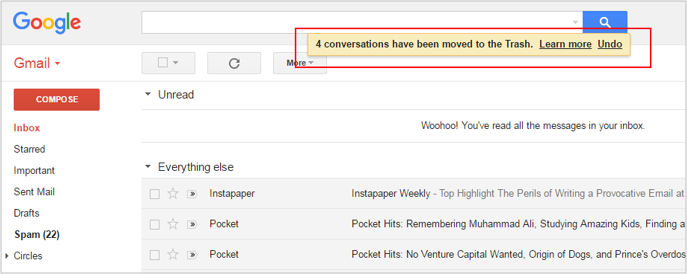 Google
4 conversations have been moved to the Trash. Learn more Undo
Gmail
More
COMPOSE
Unread
Woohoo! You've read all the messages in your inbox.
Inbox
Starred
Important
Sent Mail
Drafts
Spam (22)
Circles
Everything else
Instapaper Instapaper Weekly - Top Highlight The Perils of Writing a Provocative Email at
Pocket Pocket Hits: Remembering Muhammad Ali, Studying Amazing Kids, Finding a
Pocket Pocket Hits: No Venture Capital Wanted, Origin of Dogs, and Prince's Overdos